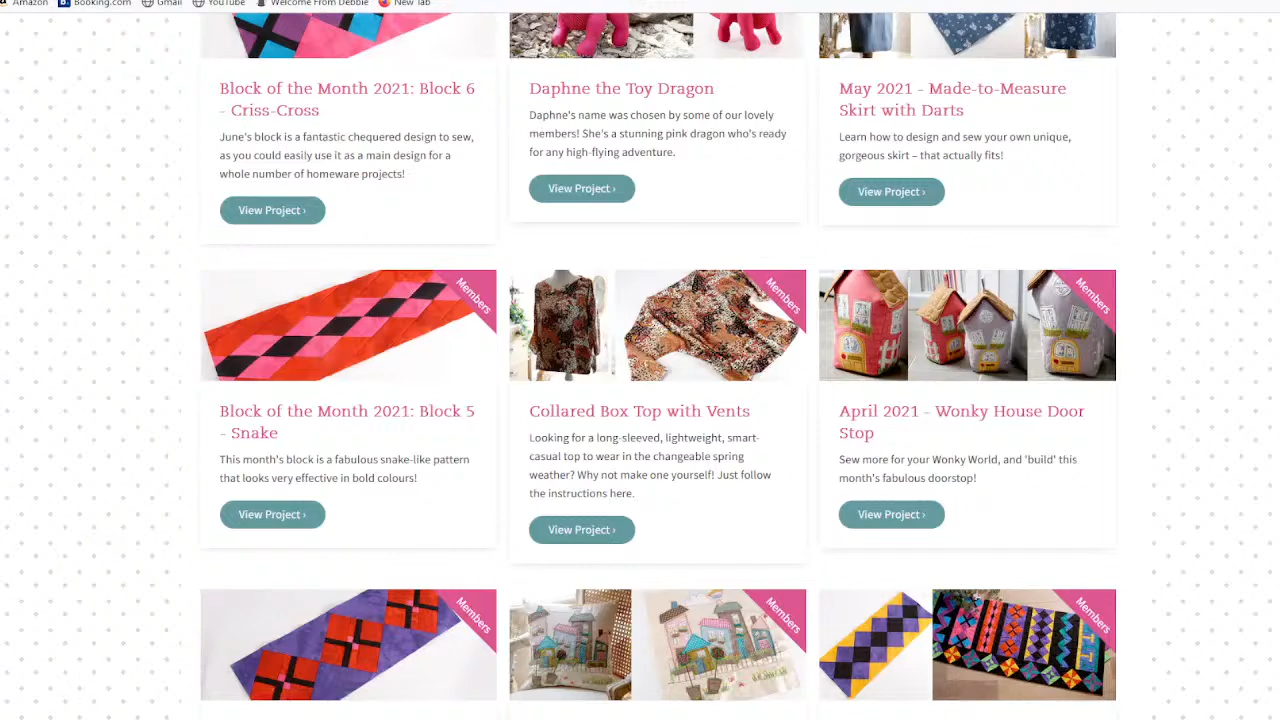 Amazon
Booking.com
Gmail
YouTube
Welcome From Debbie
New Tab
Block of the Month 2021: Block 6
- Criss-Cross
June's block is a fantastic chequered design to sew,
as you could easily use it as a main design for a
whole number of homeware projects!
View Project ›
Daphne the Toy Dragon
Daphne's name was chosen by some of our lovely
members! She's a stunning pink dragon who's ready
for any high-flying adventure.
View Project ›
May 2021 - Made-to-Measure
Skirt with Darts
Learn how to design and sew your own unique,
gorgeous skirt – that actually fits!
View Project ›
Members
Block of the Month 2021: Block 5
- Snake
This month's block is a fabulous snake-like pattern
that looks very effective in bold colours!
View Project ›
Members
Collared Box Top with Vents
Looking for a long-sleeved, lightweight, smart-
casual top to wear in the changeable spring
weather? Why not make one yourself! Just follow
the instructions here.
View Project ›
Members
April 2021 - Wonky House Door
Stop
Sew more for your Wonky World, and 'build' this
month's fabulous doorstop!
View Project ›
Members
Members
Members